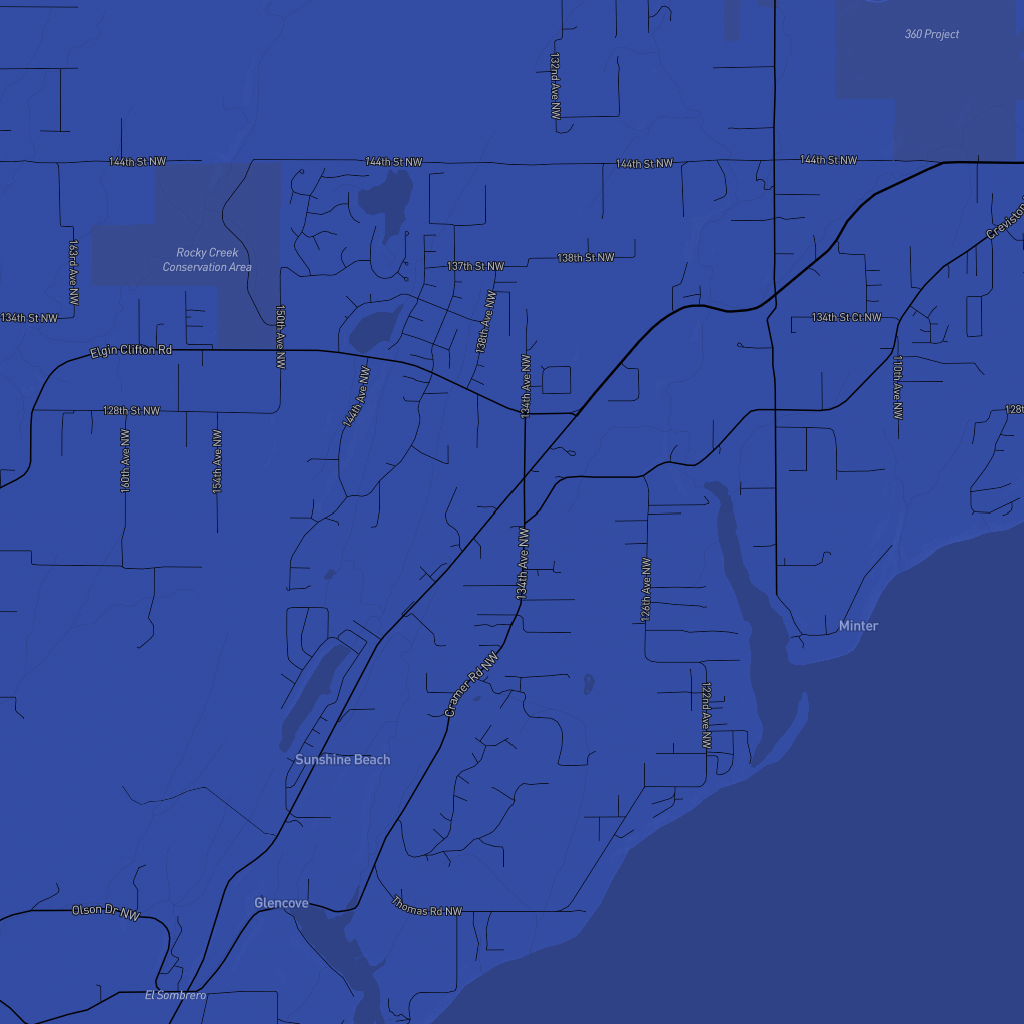 360 Project
132nd Ave NW
144th St NW
144th St NW
144th St NW
144th St NW
Creviston
163rd Ave NW
Rocky Creek
Conservation Area
137th St NW
138th St NW
134th St NW
150th Ave NW
138th Ave NW
134th St Ct NW
Elgin Clifton Rd
144th Ave NW
134th Ave NW
110th Ave NW
128th St NW
128t
160th Ave NW
154th Ave NW
134th Ave NW
126th Ave NW
Minter
Cramer Rd NW
122nd Ave NW
Sunshine Beach
Glencove
Olson Dr NW
Thomas Rd NW
El Sombrero